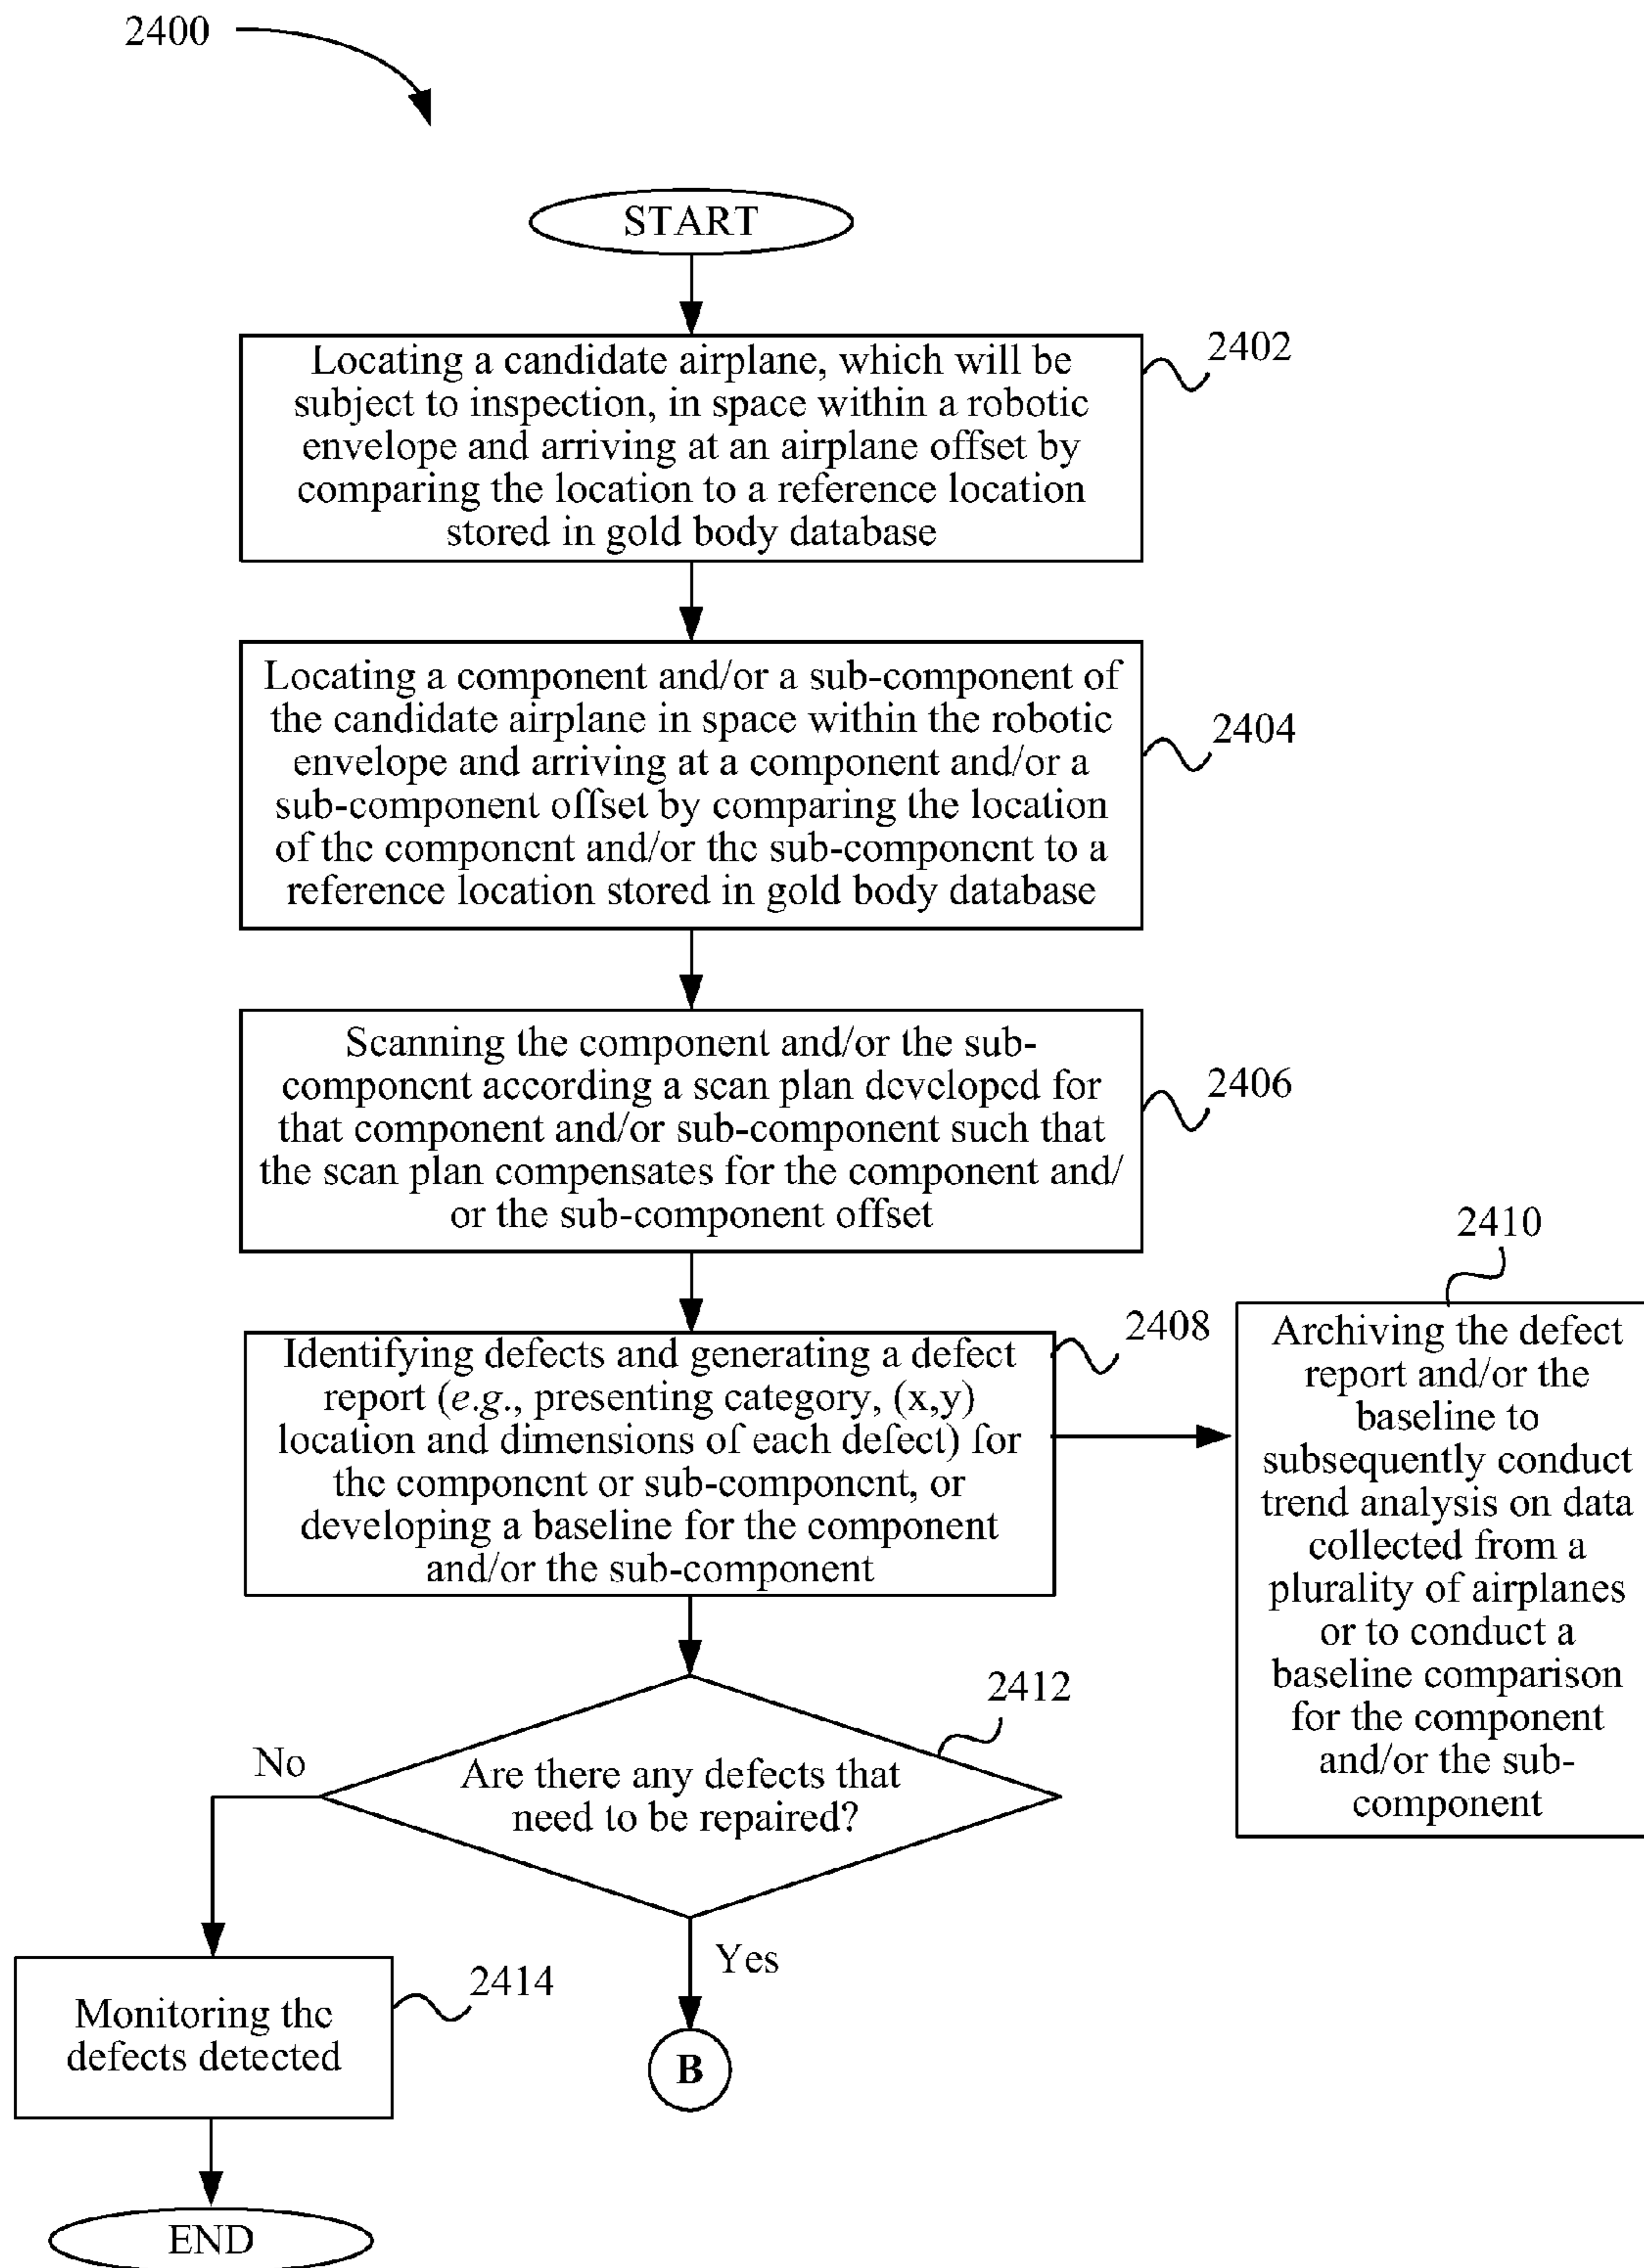 2400
START
Locating a candidate airplane, which will be
subject to inspection, in space within a robotic
envelope and arriving at an airplane offset by
comparing the location to a reference location
stored in gold body database
2402
Locating a component and/or a sub-component of
the candidate airplane in space within the robotic
envelope and arriving at a component and/or a
sub-component offset by comparing the location
of the component and/or the sub-component to a
reference location stored in gold body database
2404
Scanning the component and/or the sub-
component according a scan plan developed for
that component and/or sub-component such that
the scan plan compensates for the component and/
or the sub-component offset
2406
Identifying defects and generating a defect
report (e.g., presenting category, (x,y)
location and dimensions of each defect) for
the component or sub-component, or
developing a baseline for the component
and/or the sub-component
2408
2410
Archiving the defect
report and/or the
baseline to
subsequently conduct
trend analysis on data
collected from a
plurality of airplanes
or to conduct a
baseline comparison
for the component
and/or the sub-
component
2412
Are there any defects that
need to be repaired?
No
Yes
Monitoring the
defects detected
2414
B
END